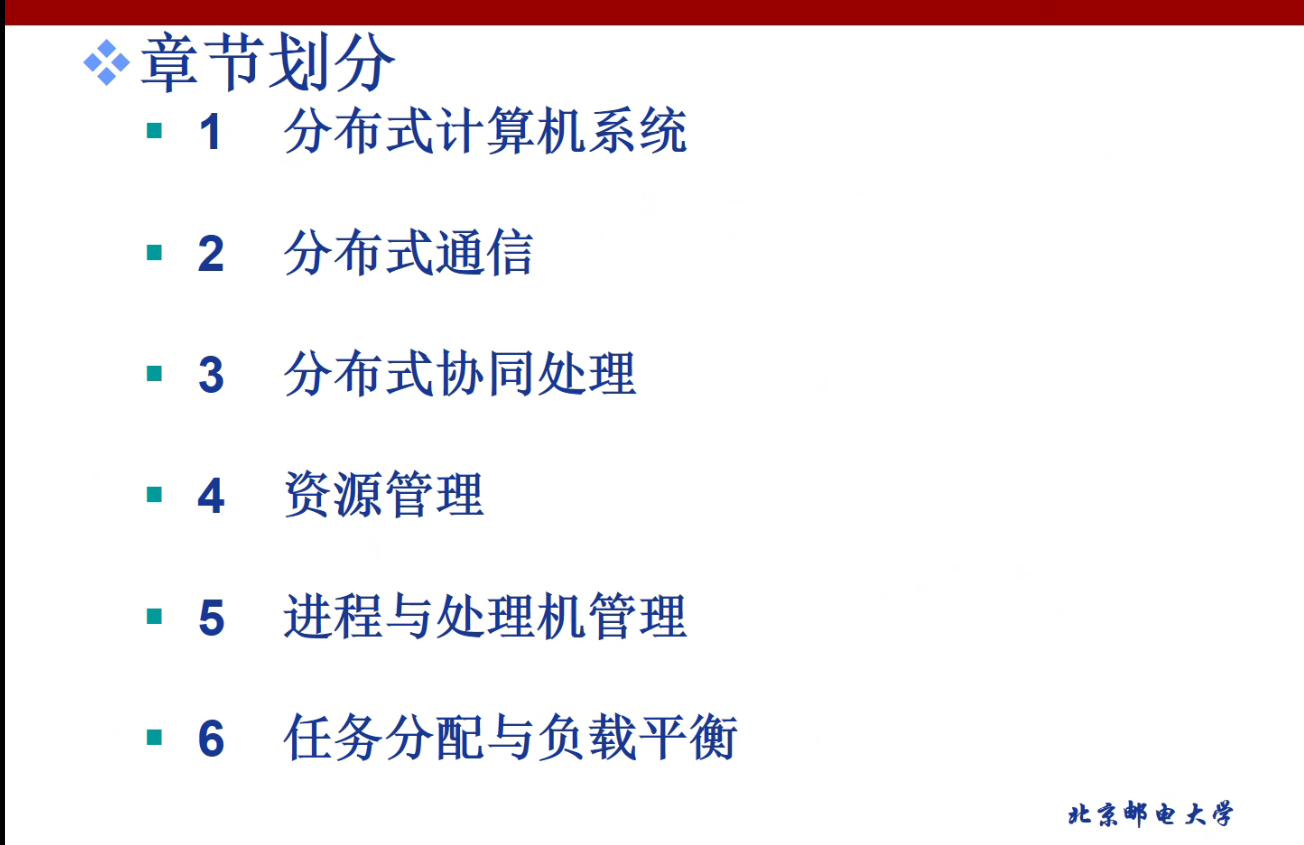 章节划分
1 分布式计算机系统
2 分布式通信
3 分布式协同处理
4 资源管理
5 进程与处理机管理
6 任务分配与负载平衡
北京邮电大学